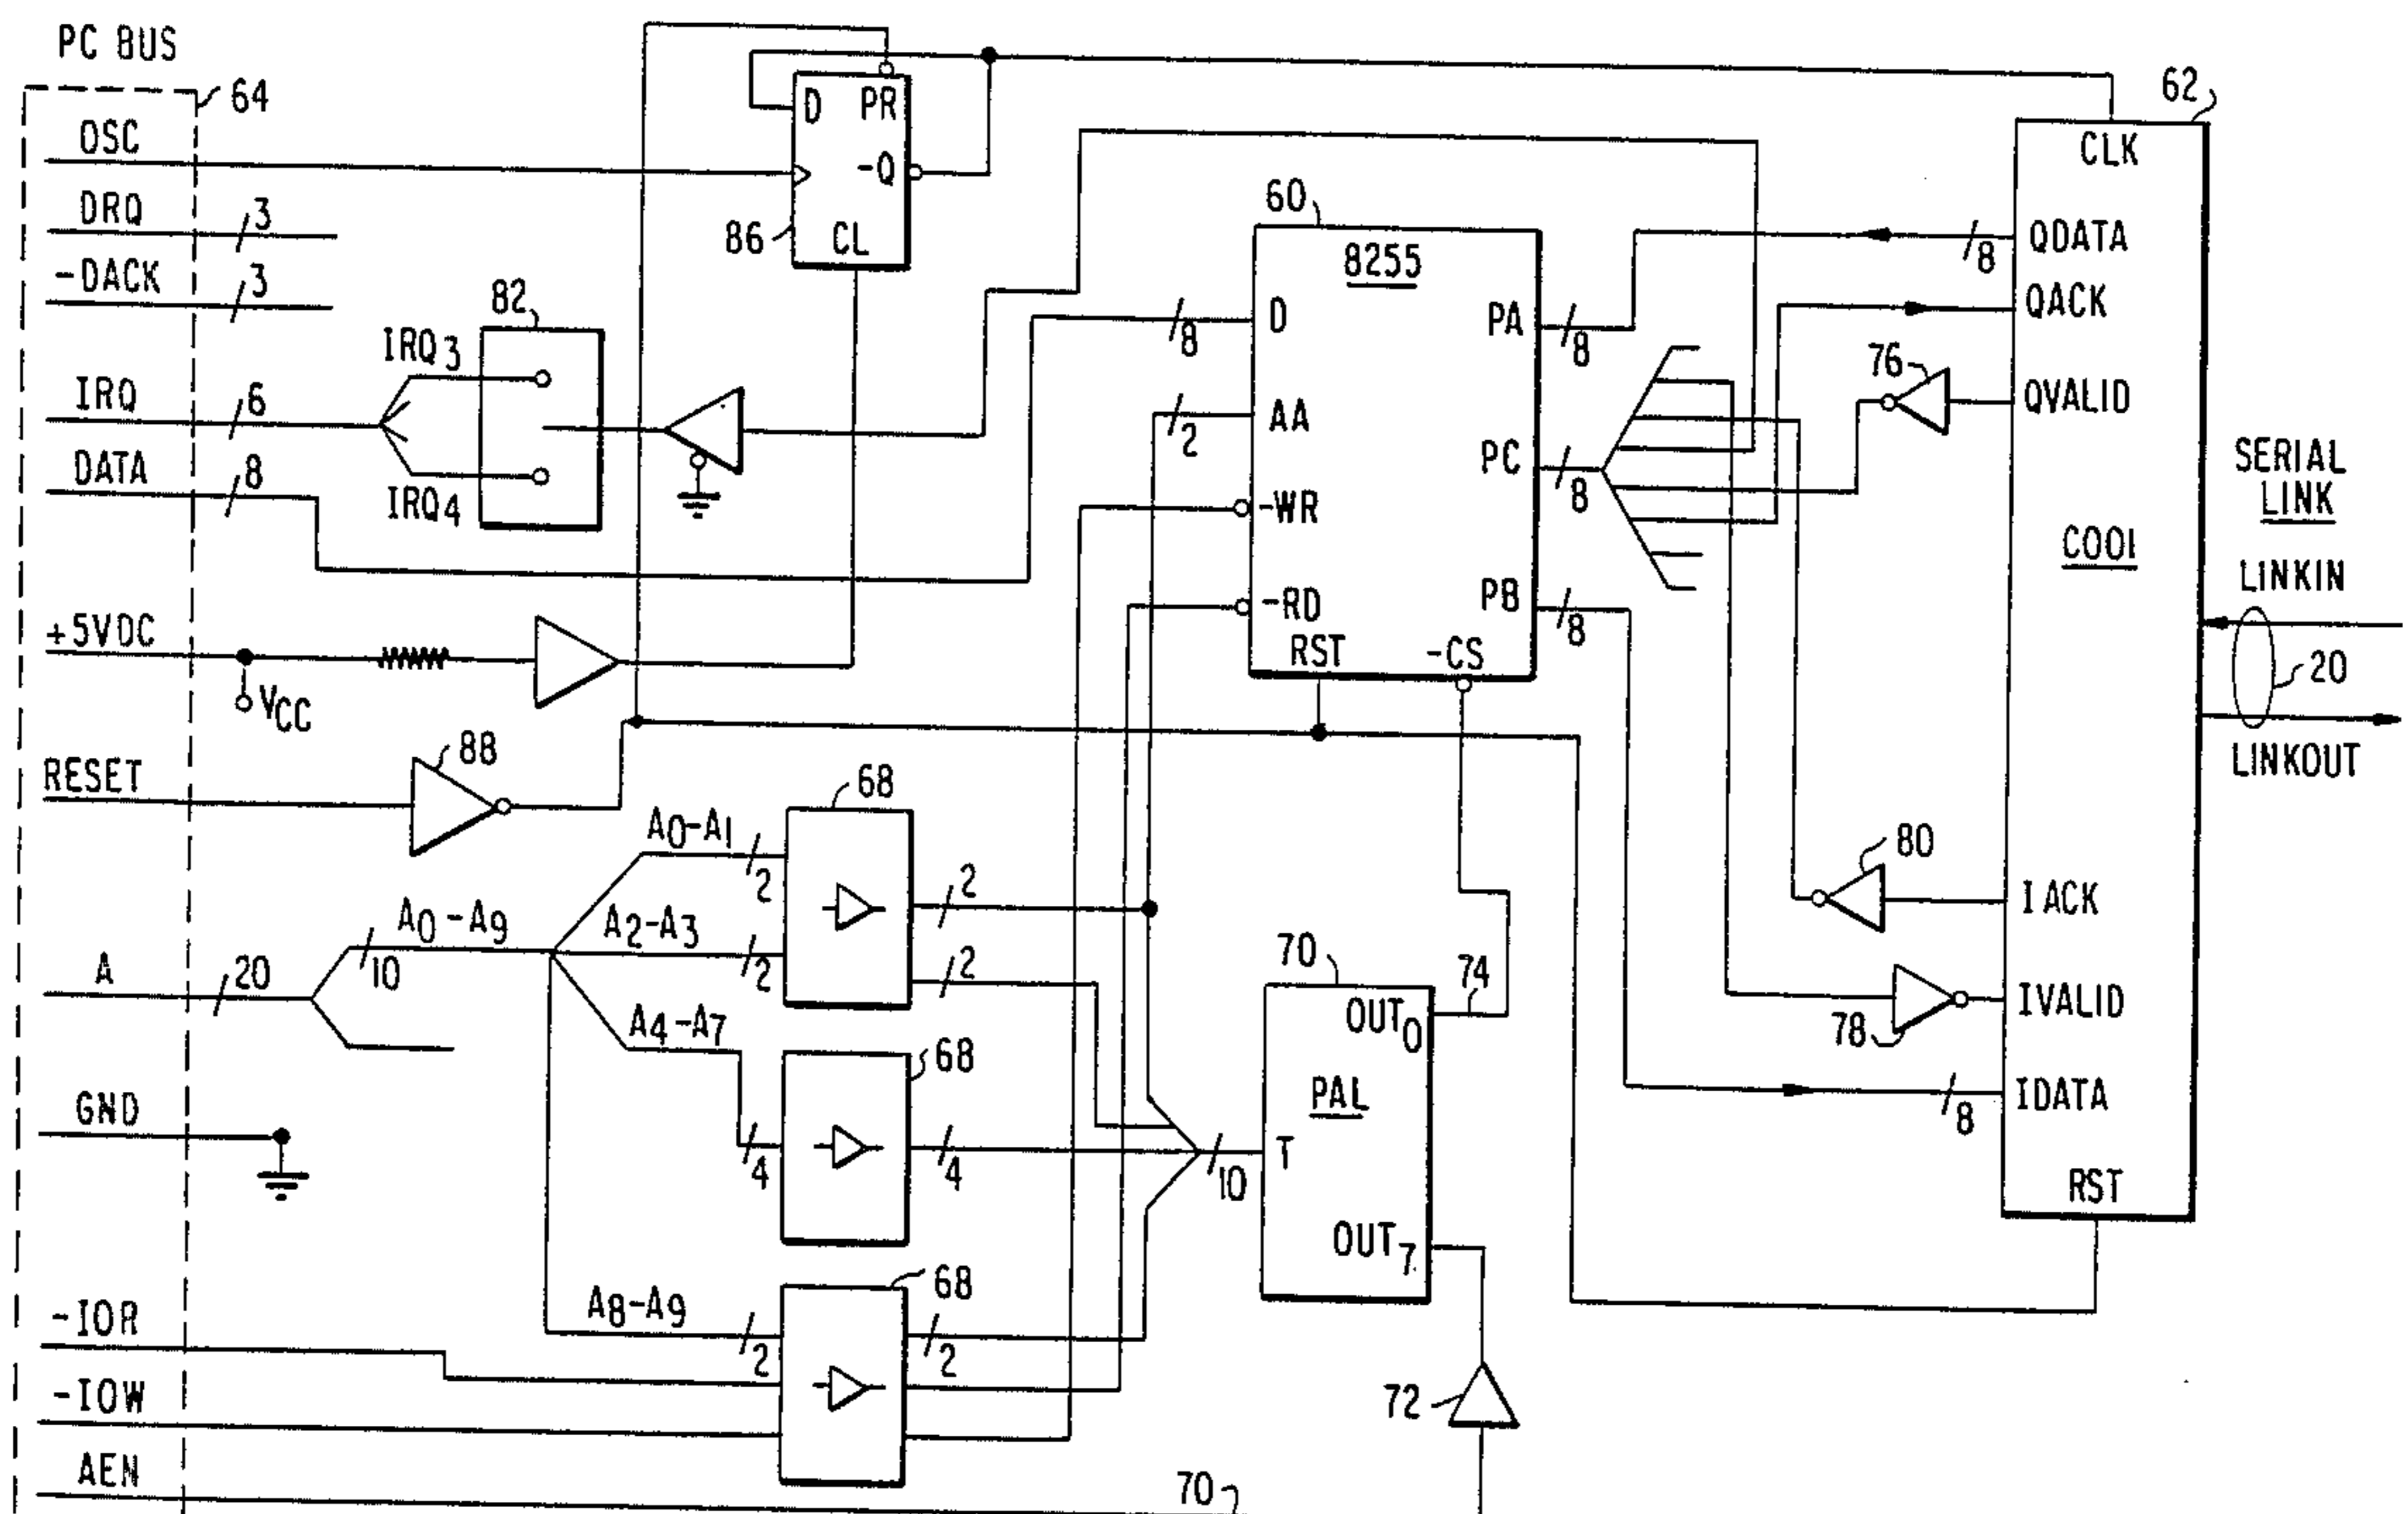 PC BUS
64
OSC
DRQ
3
-DACK
3
IRQ
6
DATA
8
+5VDC
VCC
RESET
88
A
20
A0-A9
10
GND
-IOR
-IOW
AEN
D
PR
-Q
CL
86
82
IRQ3
IRQ4
A0-A1
2
A2-A3
2
A4-A7
4
A8-A9
2
68
2
2
68
4
68
2
60
8255
D
8
AA
2
-WR
-RD
RST
-CS
PA
8
PC
8
PB
8
70
OUT0
74
PAL
T
10
OUT7
72
70
62
CLK
QDATA
8
QACK
76
QVALID
COOI
80
IACK
78
IVALID
IDATA
8
RST
SERIAL
LINK
LINKIN
20
LINKOUT